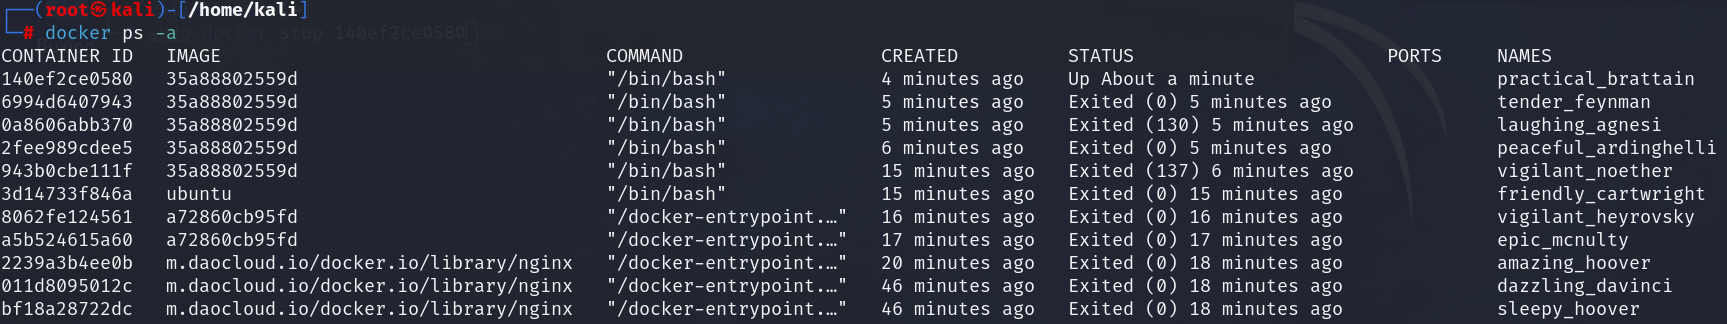 ┌──(root㉿kali)-[/home/kali]
└─# docker ps -a
CONTAINER ID   IMAGE                                 COMMAND                  CREATED          STATUS                       PORTS     NAMES
140ef2ce0580   35a88802559d                          "/bin/bash"              4 minutes ago    Up About a minute                      practical_brattain
6994d6407943   35a88802559d                          "/bin/bash"              5 minutes ago    Exited (0) 5 minutes ago               tender_feynman
0a8606abb370   35a88802559d                          "/bin/bash"              5 minutes ago    Exited (130) 5 minutes ago             laughing_agnesi
2fee989cdee5   35a88802559d                          "/bin/bash"              6 minutes ago    Exited (0) 5 minutes ago               peaceful_ardinghelli
943b0cbe111f   35a88802559d                          "/bin/bash"              15 minutes ago   Exited (137) 6 minutes ago             vigilant_noether
3d14733f846a   ubuntu                                "/bin/bash"              15 minutes ago   Exited (0) 15 minutes ago              friendly_cartwright
8062fe124561   a72860cb95fd                          "/docker-entrypoint.…"   16 minutes ago   Exited (0) 16 minutes ago              vigilant_heyrovsky
a5b524615a60   a72860cb95fd                          "/docker-entrypoint.…"   17 minutes ago   Exited (0) 17 minutes ago              epic_mcnulty
2239a3b4ee0b   m.daocloud.io/docker.io/library/nginx   "/docker-entrypoint.…"   20 minutes ago   Exited (0) 18 minutes ago              amazing_hoover
011d8095012c   m.daocloud.io/docker.io/library/nginx   "/docker-entrypoint.…"   46 minutes ago   Exited (0) 18 minutes ago              dazzling_davinci
bf18a28722dc   m.daocloud.io/docker.io/library/nginx   "/docker-entrypoint.…"   46 minutes ago   Exited (0) 18 minutes ago              sleepy_hoover